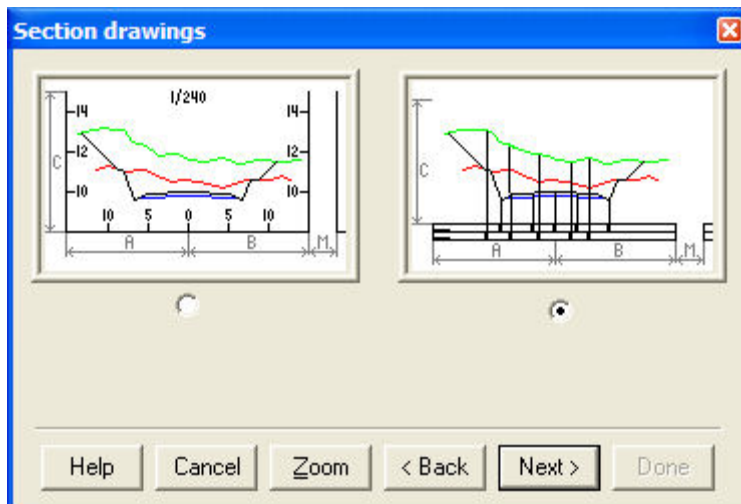 Section drawings
1/240
14 14
C 12 12
10 10
10 5 0 5 10
A B M
C
A B M
Help Cancel Zoom < Back Next > Done